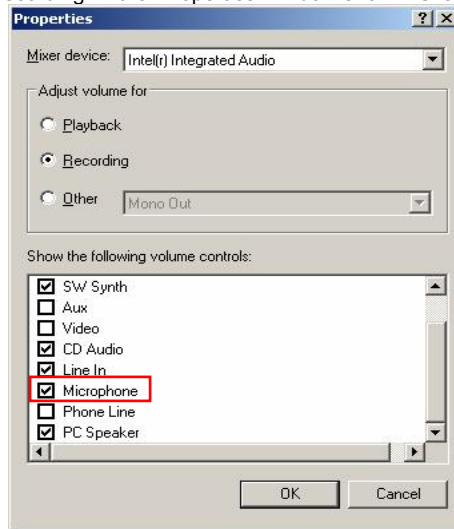 Properties
Mixer device: Intel(r) Integrated Audio
Adjust volume for
Playback
Recording
Other Mono Out
Show the following volume controls:
SW Synth
Aux
Video
CD Audio
Line In
Microphone
Phone Line
PC Speaker
OK Cancel